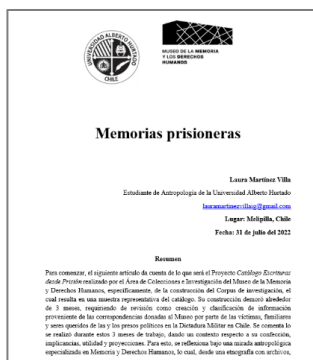 UNIVERSIDAD ALBERTO HURTADO
CHILE
MUSEO DE LA MEMORIA
Y LOS DERECHOS
HUMANOS
Memorias prisioneras
Laura Martínez Villa
Estudiante de Antropología de la Universidad Alberto Hurtado
lauramartinezvillaig@gmail.com
Lugar: Melipilla, Chile
Fecha: 31 de julio del 2022
Resumen
Para comenzar, el siguiente artículo da cuenta de lo que será el Proyecto Catálogo Escrituras
desde Prisión realizado por el Área de Colecciones e Investigación del Museo de la Memoria
y Derechos Humanos, específicamente, de la construcción del Corpus de investigación, el
cual resulta en una muestra representativa del catálogo. Su construcción demoró alrededor
de 3 meses, requiriendo de revisión como creación y clasificación de información
proveniente de las correspondencias donadas al Museo por parte de las víctimas, familiares
y seres queridos de las y los presos políticos en la Dictadura Militar en Chile. Se comenta lo
se realizó durante estos 3 meses de trabajo, dando un contexto respecto a su confección,
implicancias, utilidad y proyecciones. Para esto, se reflexiona bajo una mirada antropológica
especializada en Memoria y Derechos Humanos, lo cual, desde una etnografía con archivos,